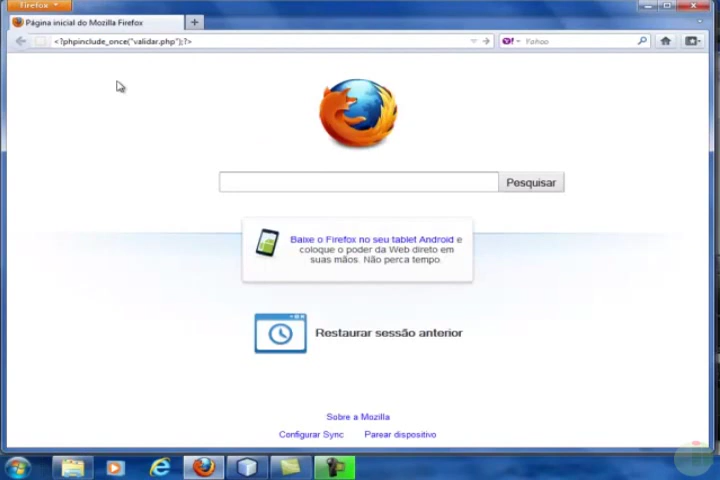 Firefox
Página inicial do Mozilla Firefox
<?phpinclude_once("validar.php");?>
Yahoo
Pesquisar
Baixe o Firefox no seu tablet Android e
coloque o poder da Web direto em
suas mãos. Não perca tempo.
Restaurar sessão anterior
Sobre a Mozilla
Configurar Sync
Parear dispositivo